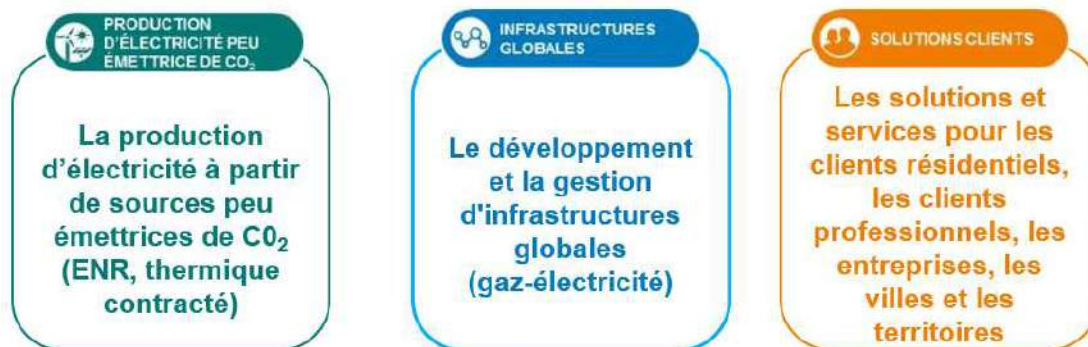 PRODUCTION
D'ÉLECTRICITÉ PEU
ÉMETTRICE DE CO₂
La production
d'électricité à partir
de sources peu
émettrices de C0₂
(ENR, thermique
contracté)
INFRASTRUCTURES
GLOBALES
Le développement
et la gestion
d'infrastructures
globales
(gaz-électricité)
SOLUTIONS CLIENTS
Les solutions et
services pour les
clients résidentiels,
les clients
professionnels, les
entreprises, les
villes et les
territoires